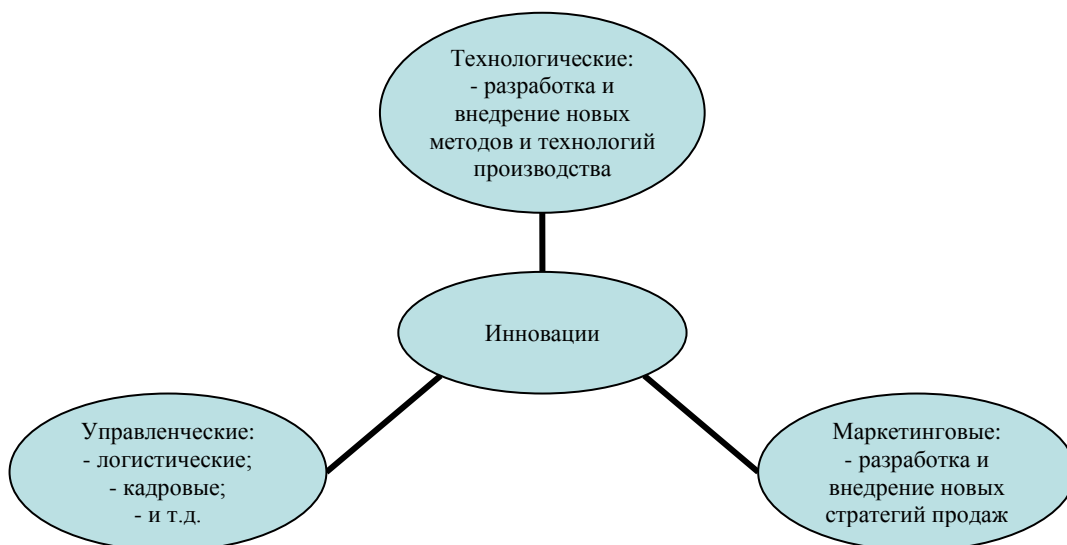 Технологические:
- разработка и
внедрение новых
методов и технологий
производства
Инновации
Управленческие:
- логистические;
- кадровые;
- и т.д.
Маркетинговые:
- разработка и
внедрение новых
стратегий продаж